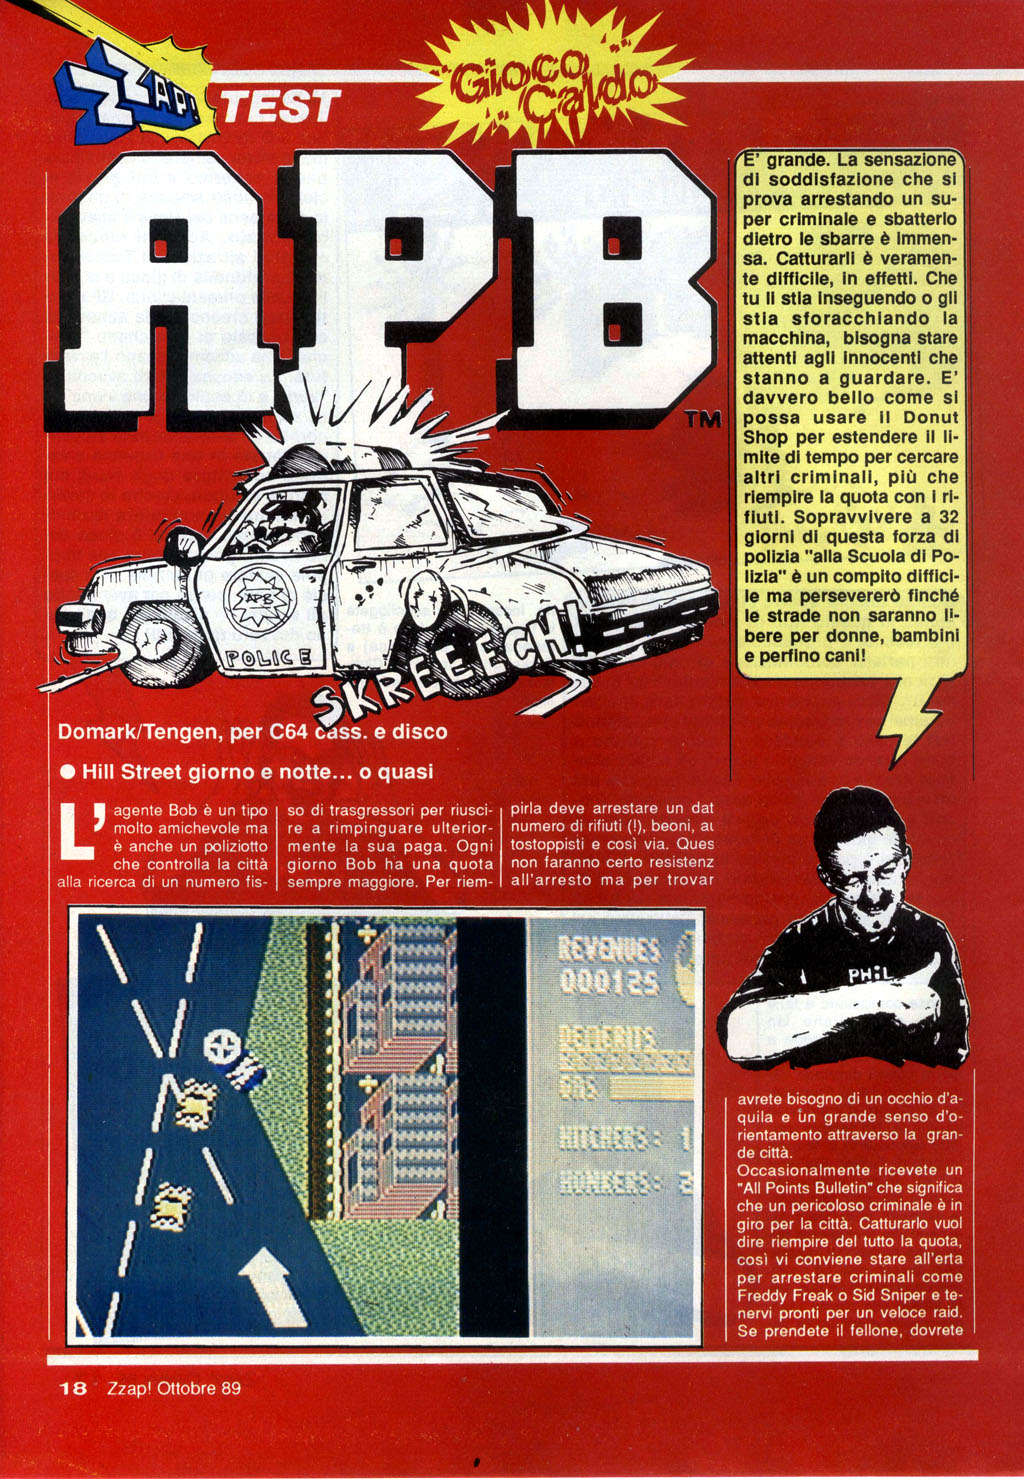 ZZAP!
TEST
Gioco
Caldo
APB
TM
E' grande. La sensazione
di soddisfazione che si
prova arrestando un su-
per criminale e sbatterlo
dietro le sbarre è immen-
sa. Catturarli è veramen-
te difficile, in effetti. Che
tu li stia inseguendo o gli
stia sforacchiando la
macchina, bisogna stare
attenti agli innocenti che
stanno a guardare. E'
davvero bello come si
possa usare il Donut
Shop per estendere il li-
mite di tempo per cercare
altri criminali, più che
riempire la quota con i ri-
fiuti. Sopravvivere a 32
giorni di questa forza di
polizia "alla Scuola di Po-
lizia" è un compito diffici-
le ma persevererò finché
le strade non saranno li-
bere per donne, bambini
e perfino cani!
APB
POLICE
SKREEECH!
Domark/Tengen, per C64 cass. e disco
● Hill Street giorno e notte... o quasi
L'agente Bob è un tipo
molto amichevole ma
è anche un poliziotto
che controlla la città
alla ricerca di un numero fis-
so di trasgressori per riusci-
re a rimpinguare ulterior-
mente la sua paga. Ogni
giorno Bob ha una quota
sempre maggiore. Per riem-
pirla deve arrestare un dat
numero di rifiuti (!), beoni, au
tostoppisti e così via. Ques
non faranno certo resistenz
all'arresto ma per trovar
REVENUES
000125
DEMERITS
GAS
HITCHERS: 1
HONKERS: 2
PHIL
avrete bisogno di un occhio d'a-
quila e un grande senso d'o-
rientamento attraverso la gran-
de città.
Occasionalmente ricevete un
"All Points Bulletin" che significa
che un pericoloso criminale è in
giro per la città. Catturarlo vuol
dire riempire del tutto la quota,
così vi conviene stare all'erta
per arrestare criminali come
Freddy Freak o Sid Sniper e te-
nervi pronti per un veloce raid.
Se prendete il fellone, dovrete
18 Zzap! Ottobre 89